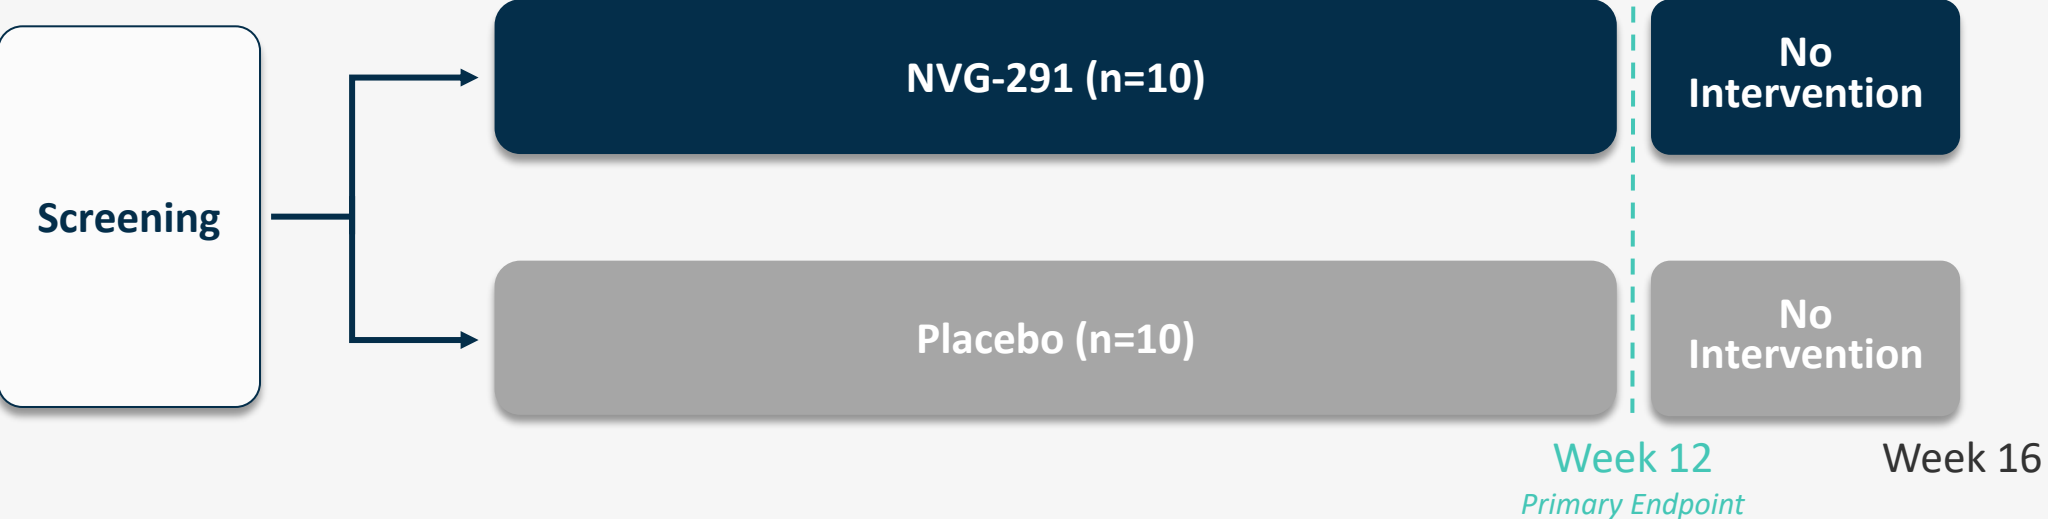 Screening
NVG-291 (n=10)
No
Intervention
Placebo (n=10)
No
Intervention
Week 12
Primary Endpoint
Week 16